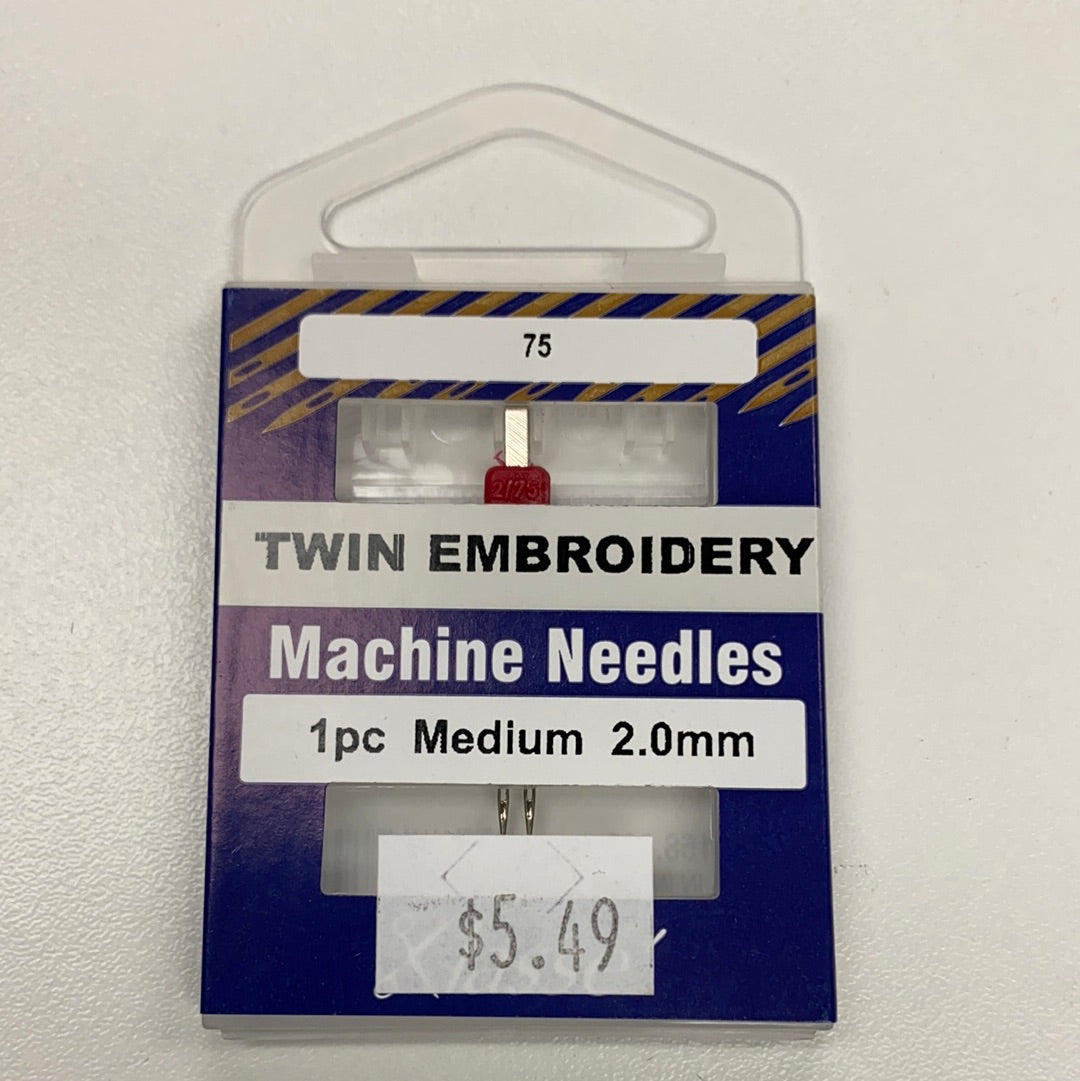 75
2/75
TWIN EMBROIDERY
Machine Needles
1pc Medium 2.0mm
$5.49